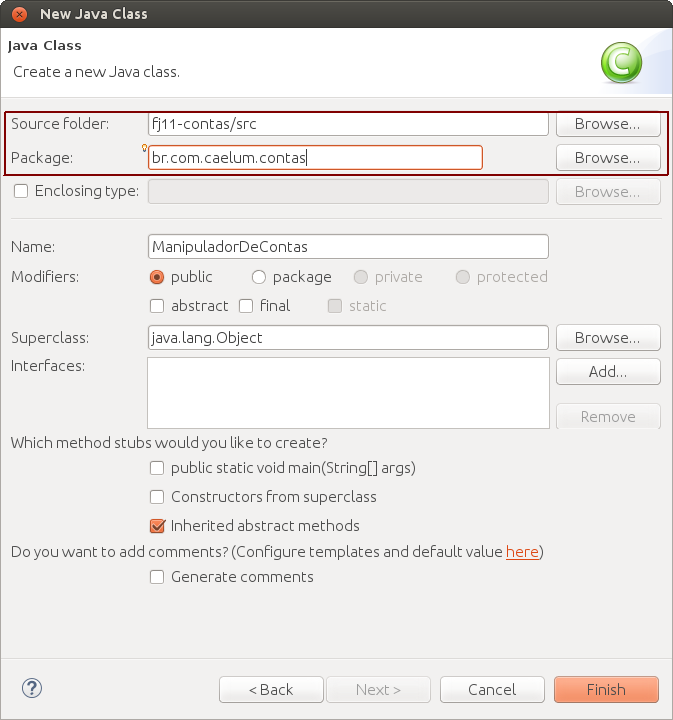 New Java Class
Java Class
Create a new Java class.
C
Source folder: fj11-contas/src Browse...
Package: br.com.caelum.contas Browse...
Enclosing type: Browse...
Name: ManipuladorDeContas
Modifiers: public package private protected
abstract final static
Superclass: java.lang.Object Browse...
Interfaces: Add...
Remove
Which method stubs would you like to create?
public static void main(String[] args)
Constructors from superclass
Inherited abstract methods
Do you want to add comments? (Configure templates and default value here)
Generate comments
? < Back Next > Cancel Finish